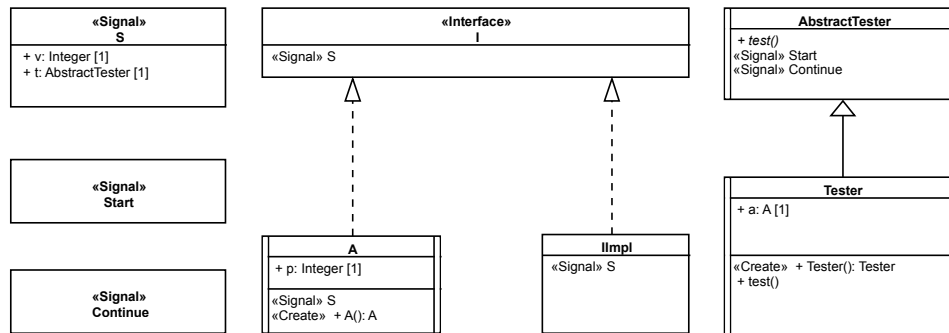 «Signal»
S
+ v: Integer [1]
+ t: AbstractTester [1]
«Interface»
I
«Signal» S
AbstractTester
+ test()
«Signal» Start
«Signal» Continue
«Signal»
Start
Tester
+ a: A [1]
«Create»  + Tester(): Tester
+ test()
A
+ p: Integer [1]
«Signal» S
«Create»  + A(): A
IImpl
«Signal» S
«Signal»
Continue